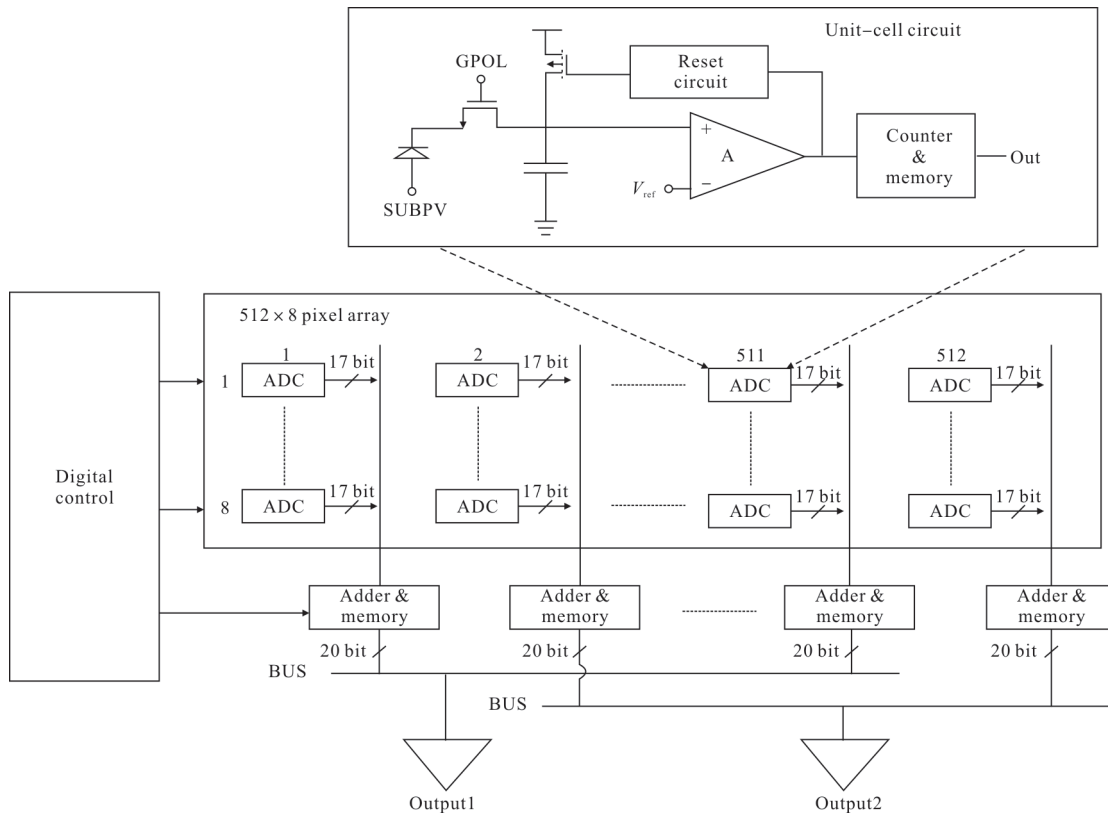 Unit-cell circuit
GPOL
Reset
circuit
+
A
Counter
&
memory
Out
Vref
−
SUBPV
512 × 8 pixel array
1
2
511
512
1
ADC
17 bit
ADC
17 bit
ADC
17 bit
ADC
17 bit
Digital
control
8
ADC
17 bit
ADC
17 bit
ADC
17 bit
ADC
17 bit
Adder &
memory
Adder &
memory
Adder &
memory
Adder &
memory
20 bit
20 bit
20 bit
20 bit
BUS
BUS
Output1
Output2